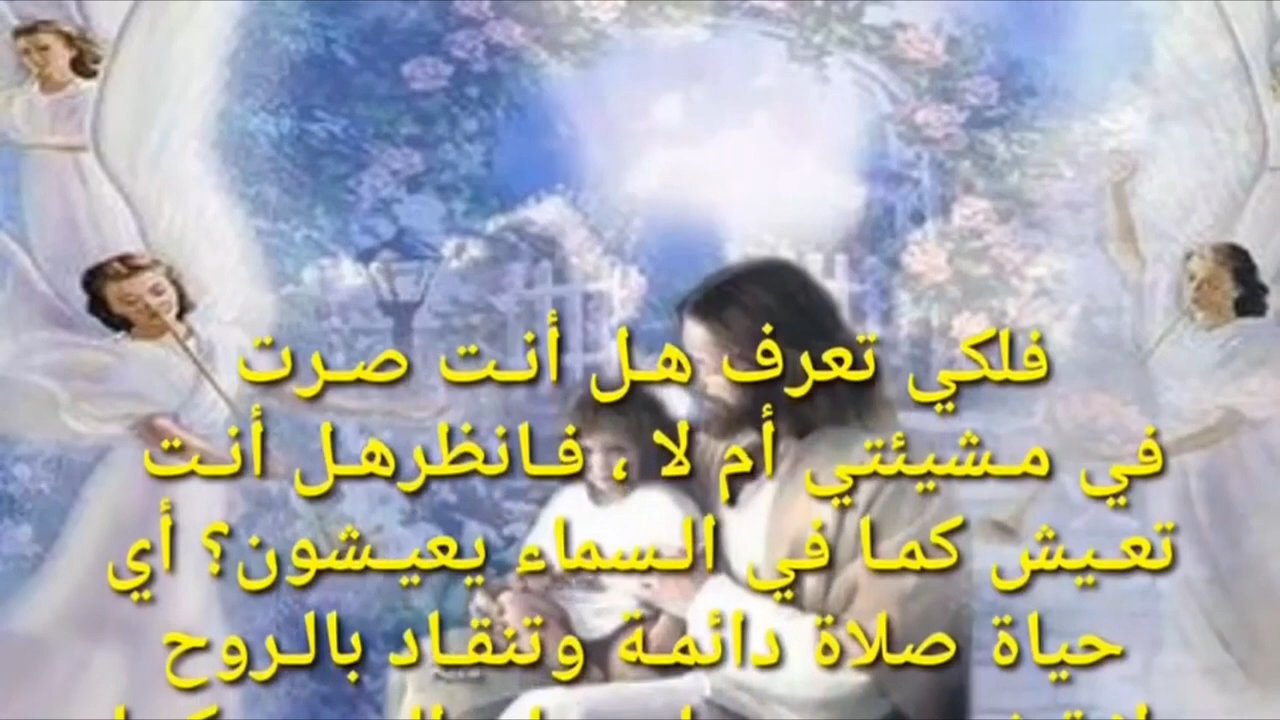 فلكي تعرف هل أنت صرت
في مشيئتي أم لا ، فانظرهل أنت
تعيش كما في السماء يعيشون؟ أي
حياة صلاة دائمة وتنقاد بالروح